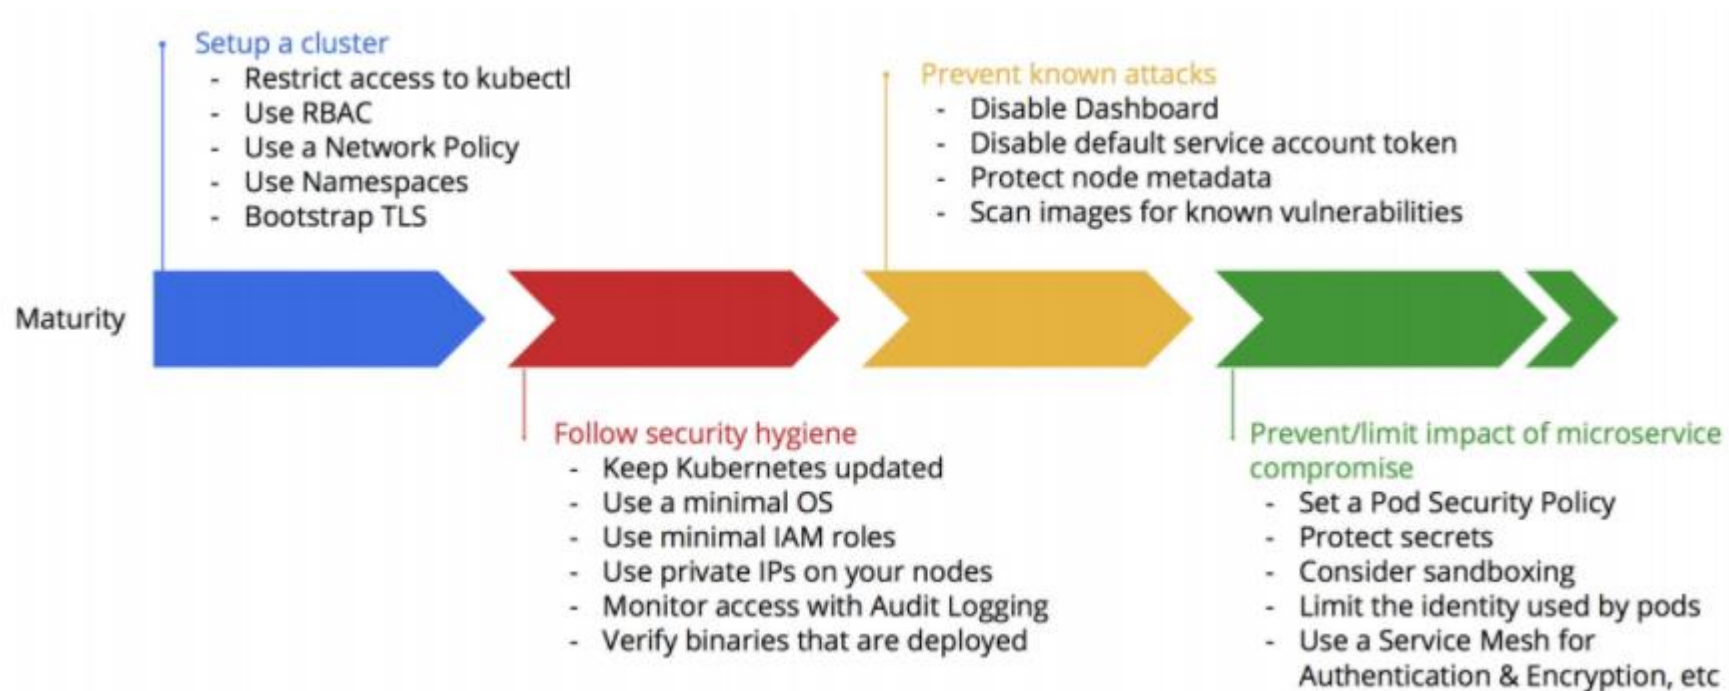 Setup a cluster
- Restrict access to kubectl
- Use RBAC
- Use a Network Policy
- Use Namespaces
- Bootstrap TLS
Prevent known attacks
- Disable Dashboard
- Disable default service account token
- Protect node metadata
- Scan images for known vulnerabilities
Maturity
Follow security hygiene
- Keep Kubernetes updated
- Use a minimal OS
- Use minimal IAM roles
- Use private IPs on your nodes
- Monitor access with Audit Logging
- Verify binaries that are deployed
Prevent/limit impact of microservice
compromise
- Set a Pod Security Policy
- Protect secrets
- Consider sandboxing
- Limit the identity used by pods
- Use a Service Mesh for
Authentication & Encryption, etc